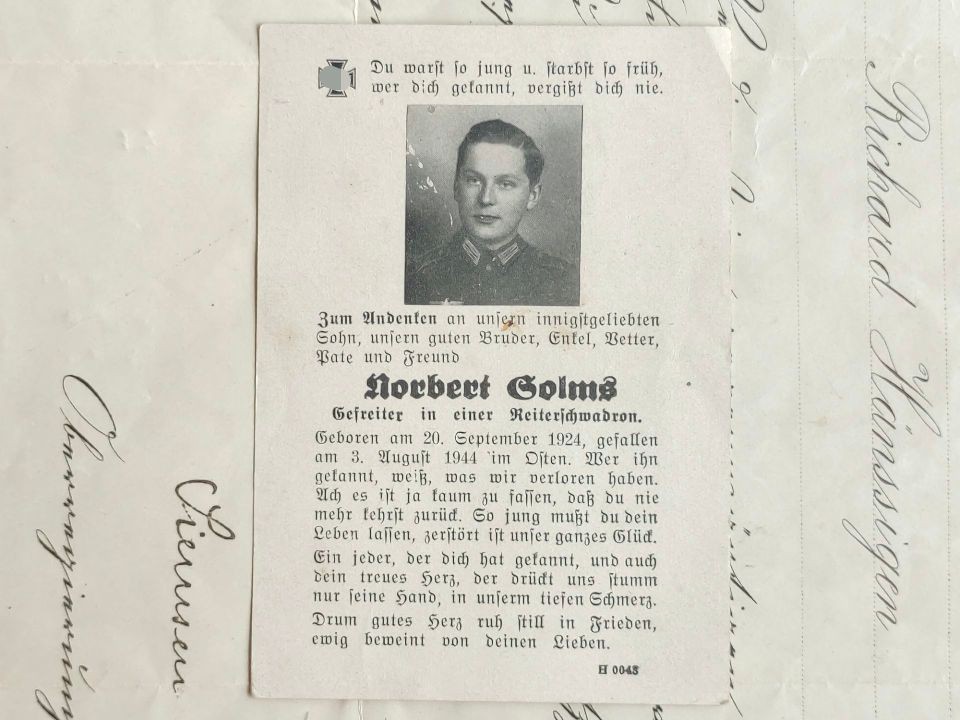 Du warst so jung u. starbst so früh,
wer dich gekannt, vergißt dich nie.
Zum Andenken an unsern innigstgeliebten
Sohn, unsern guten Bruder, Enkel, Vetter,
Pate und Freund
Norbert Solms
Gefreiter in einer Reiterschwadron.
Geboren am 20. September 1924, gefallen
am 3. August 1944 im Osten. Wer ihn
gekannt, weiß, was wir verloren haben.
Ach es ist ja kaum zu fassen, daß du nie
mehr kehrst zurück. So jung mußt du dein
Leben lassen, zerstört ist unser ganzes Glück.
Ein jeder, der dich hat gekannt, und auch
dein treues Herz, der drückt uns stumm
nur seine Hand, in unserm tiefen Schmerz.
Drum gutes Herz ruh still in Frieden,
ewig beweint von deinen Lieben.
H 0043
1
Richard